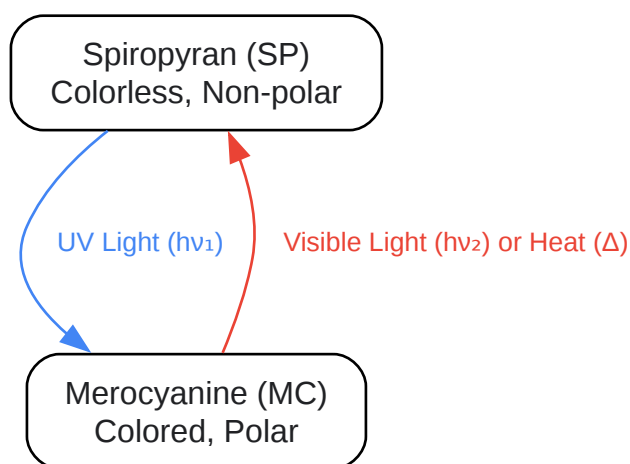 Spiropyran (SP)
Colorless, Non-polar
UV Light (hν₁)
Visible Light (hν₂) or Heat (Δ)
Merocyanine (MC)
Colored, Polar